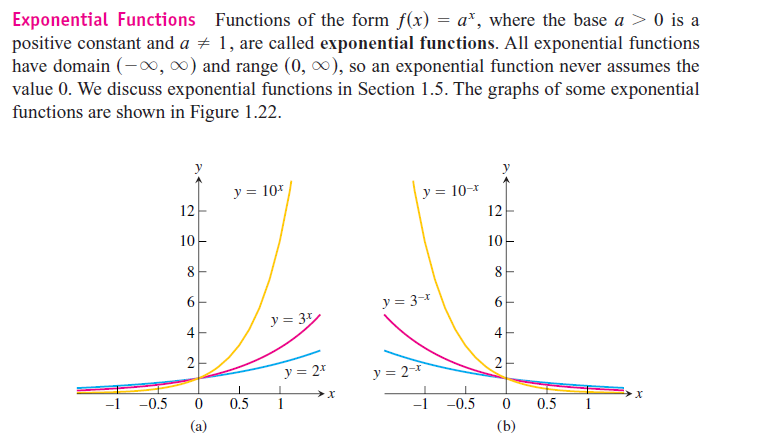 Exponential Functions Functions of the form f(x) = aˣ, where the base a > 0 is a
positive constant and a ≠ 1, are called exponential functions. All exponential functions
have domain (−∞, ∞) and range (0, ∞), so an exponential function never assumes the
value 0. We discuss exponential functions in Section 1.5. The graphs of some exponential
functions are shown in Figure 1.22.
y
y = 10ˣ
12
10
8
6
4
2
y = 3ˣ
y = 2ˣ
x
−1 −0.5 0 0.5 1
(a)
y
y = 10⁻ˣ
12
10
8
6
4
2
y = 3⁻ˣ
y = 2⁻ˣ
x
−1 −0.5 0 0.5 1
(b)